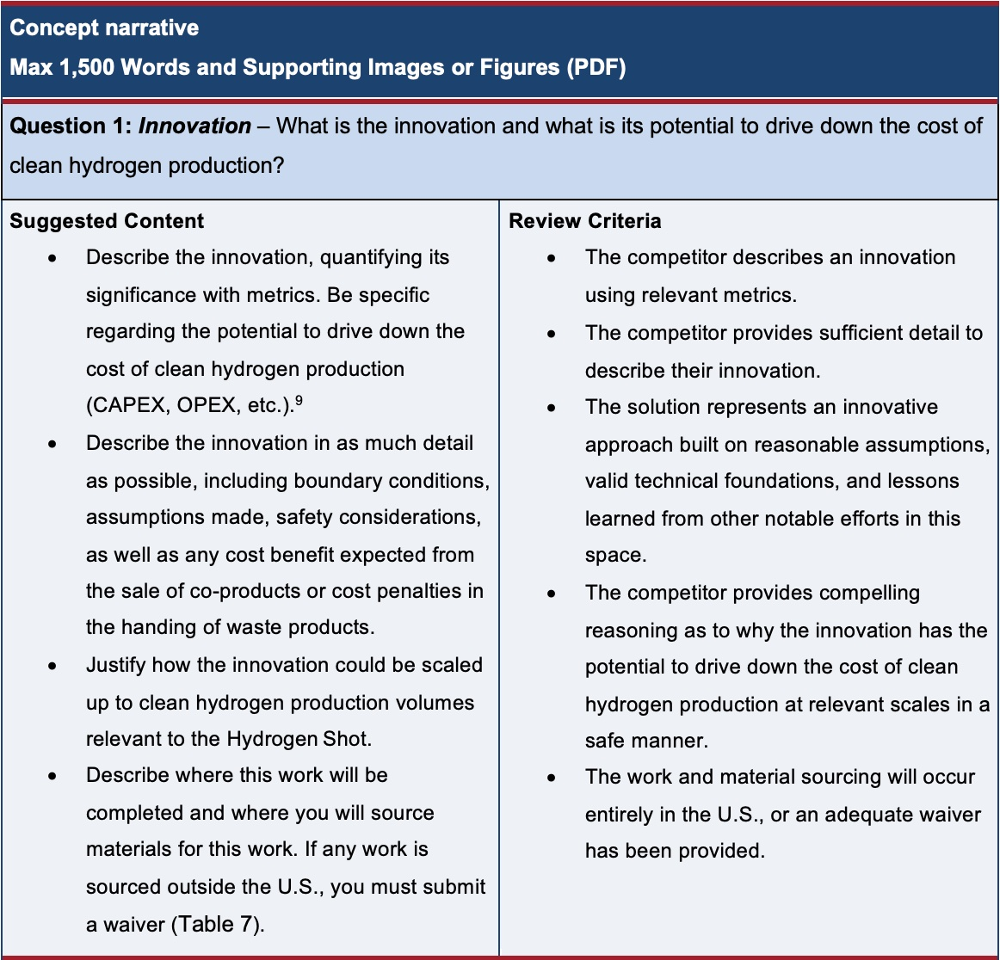 Concept narrative
Max 1,500 Words and Supporting Images or Figures (PDF)
Question 1: Innovation – What is the innovation and what is its potential to drive down the cost of
clean hydrogen production?
Suggested Content
• Describe the innovation, quantifying its
significance with metrics. Be specific
regarding the potential to drive down the
cost of clean hydrogen production
(CAPEX, OPEX, etc.).⁹
• Describe the innovation in as much detail
as possible, including boundary conditions,
assumptions made, safety considerations,
as well as any cost benefit expected from
the sale of co-products or cost penalties in
the handing of waste products.
• Justify how the innovation could be scaled
up to clean hydrogen production volumes
relevant to the Hydrogen Shot.
• Describe where this work will be
completed and where you will source
materials for this work. If any work is
sourced outside the U.S., you must submit
a waiver (Table 7).
Review Criteria
• The competitor describes an innovation
using relevant metrics.
• The competitor provides sufficient detail to
describe their innovation.
• The solution represents an innovative
approach built on reasonable assumptions,
valid technical foundations, and lessons
learned from other notable efforts in this
space.
• The competitor provides compelling
reasoning as to why the innovation has the
potential to drive down the cost of clean
hydrogen production at relevant scales in a
safe manner.
• The work and material sourcing will occur
entirely in the U.S., or an adequate waiver
has been provided.